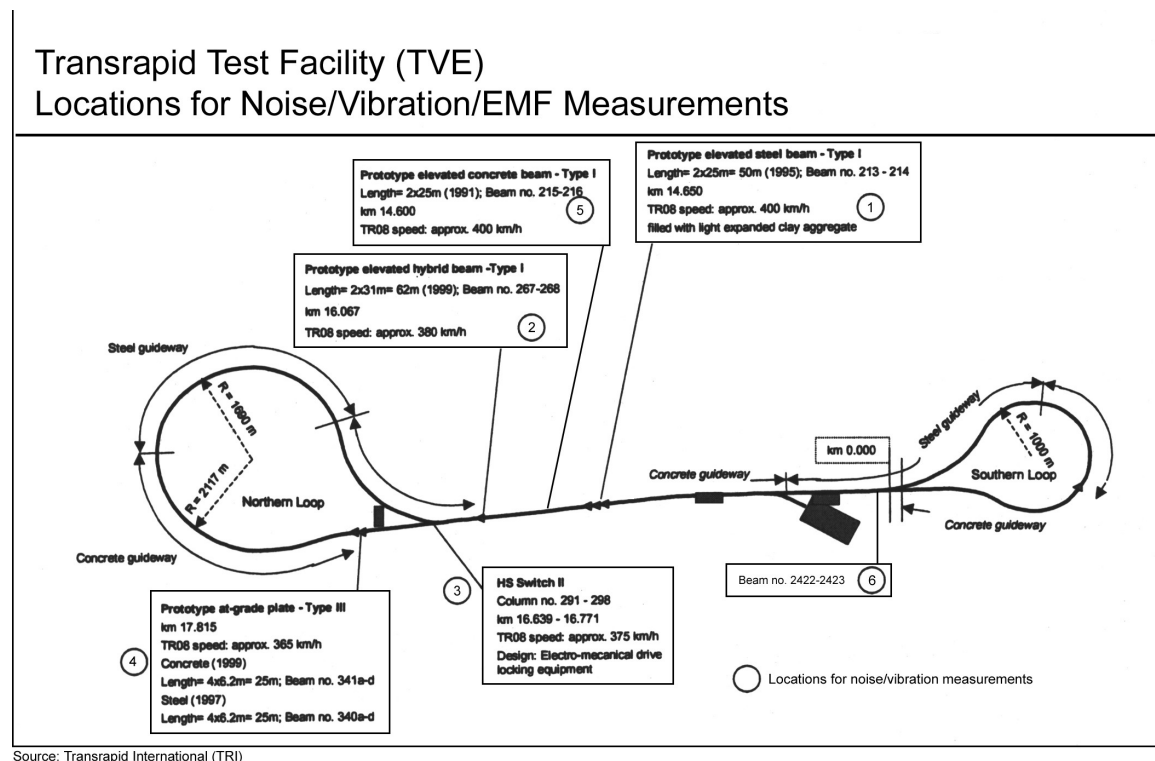 Transrapid Test Facility (TVE)
Locations for Noise/Vibration/EMF Measurements
Prototype elevated steel beam - Type I
Length= 2x25m= 50m (1995); Beam no. 213 - 214
km 14.650
TR08 speed: approx. 400 km/h
filled with light expanded clay aggregate
1
Prototype elevated concrete beam - Type I
Length= 2x25m (1991); Beam no. 215-216
km 14.600
TR08 speed: approx. 400 km/h
5
Prototype elevated hybrid beam -Type I
Length= 2x31m= 62m (1999); Beam no. 267-268
km 16.067
TR08 speed: approx. 380 km/h
2
Steel guideway
R = 1690 m
R = 2117 m
Northern Loop
Concrete guideway
Concrete guideway
km 0.000
Steel guideway
R = 1000 m
Southern Loop
Concrete guideway
Beam no. 2422-2423
6
3
HS Switch II
Column no. 291 - 298
km 16.639 - 16.771
TR08 speed: approx. 375 km/h
Design: Electro-mecanical drive
locking equipment
4
Prototype at-grade plate - Type III
km 17.815
TR08 speed: approx. 365 km/h
Concrete (1999)
Length= 4x6.2m= 25m; Beam no. 341a-d
Steel (1997)
Length= 4x6.2m= 25m; Beam no. 340a-d
Locations for noise/vibration measurements
Source: Transrapid International (TRI)